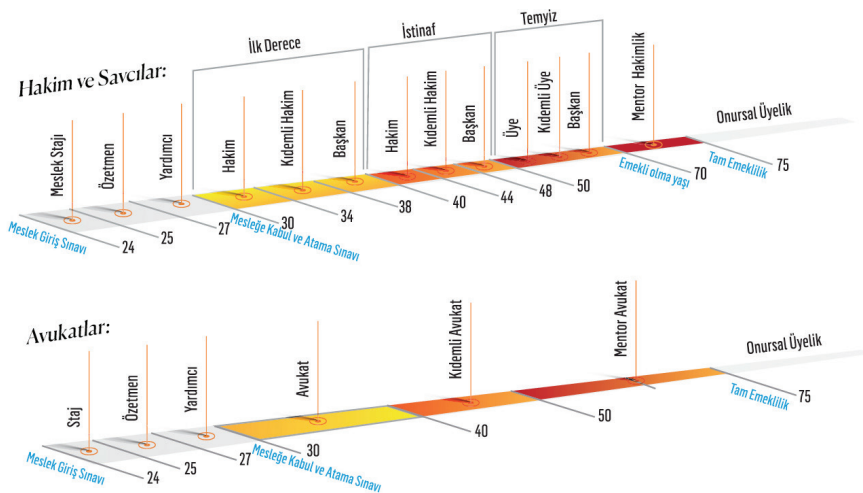 İlk Derece
İstinaf
Temyiz
Hakim ve Savcılar:
Meslek Stajı
Özetmen
Yardımcı
Hakim
Kıdemli Hakim
Başkan
Hakim
Kıdemli Hakim
Başkan
Üye
Kıdemli Üye
Başkan
Mentor Hakimlik
Onursal Üyelik
Meslek Giriş Sınavı
24
25
27
30
Mesleğe Kabul ve Atama Sınavı
34
38
40
44
48
50
Emekli olma yaşı
70
Tam Emeklilik
75
Avukatlar:
Staj
Özetmen
Yardımcı
Avukat
Kıdemli Avukat
Mentor Avukat
Onursal Üyelik
Meslek Giriş Sınavı
24
25
27
30
Mesleğe Kabul ve Atama Sınavı
40
50
Tam Emeklilik
75